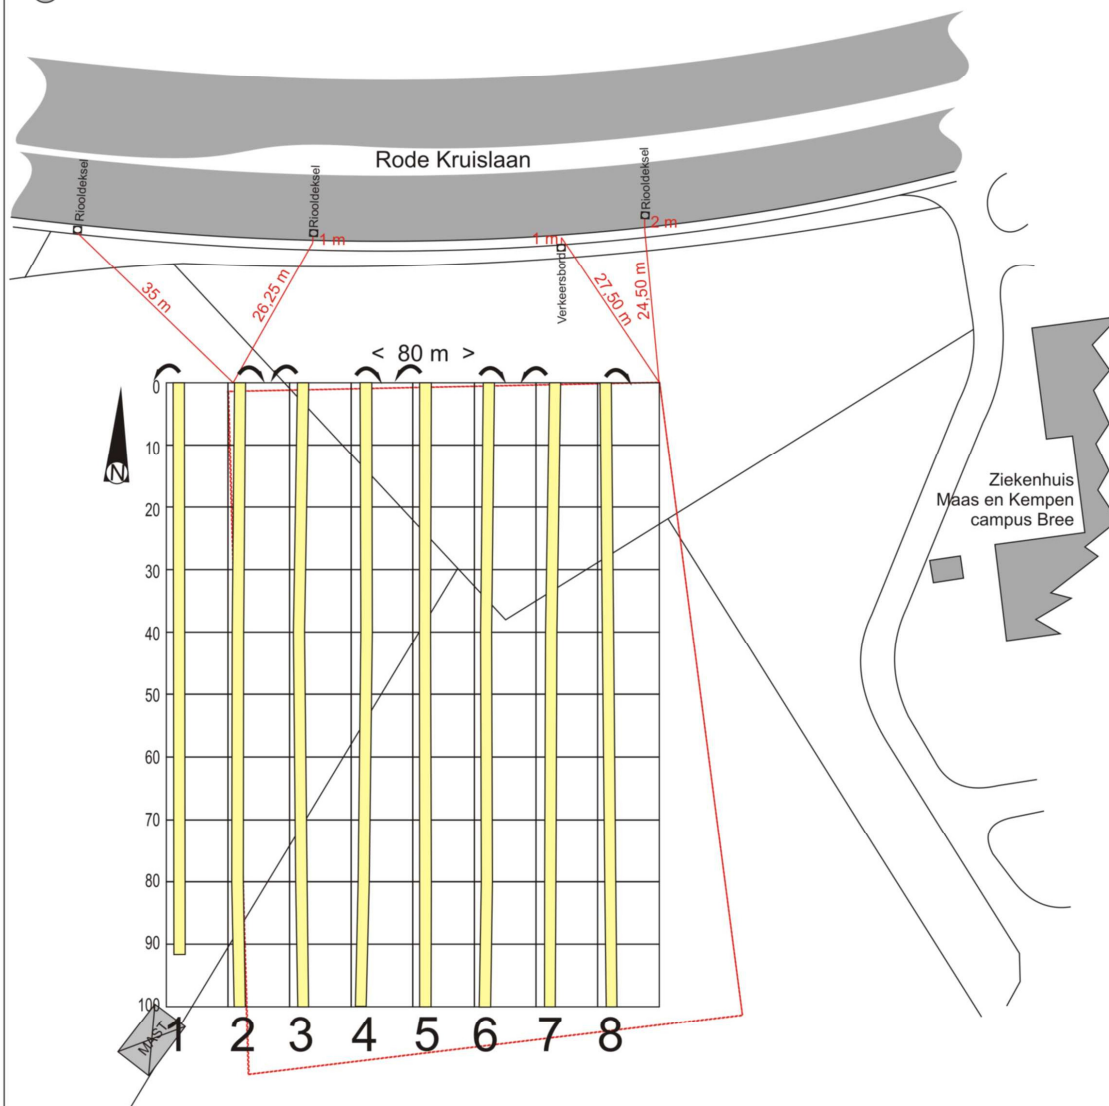 Rode Kruislaan
Riooldeksel
Riooldeksel
Riooldeksel
1 m
1 m
2 m
Verkeersbord
35 m
26,25 m
27,50 m
24,50 m
< 80 m >
0
10
20
30
40
50
60
70
80
90
100
N
Ziekenhuis
Maas en Kempen
campus Bree
MAST
1 2 3 4 5 6 7 8